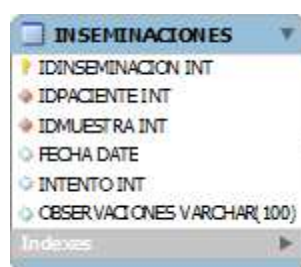 INSEMINACIONES
IDINSEMINACION INT
IDPACIENTE INT
IDMUESTRA INT
FECHA DATE
INTENTO INT
OBSERVACIONES VARCHAR(100)
Indexes